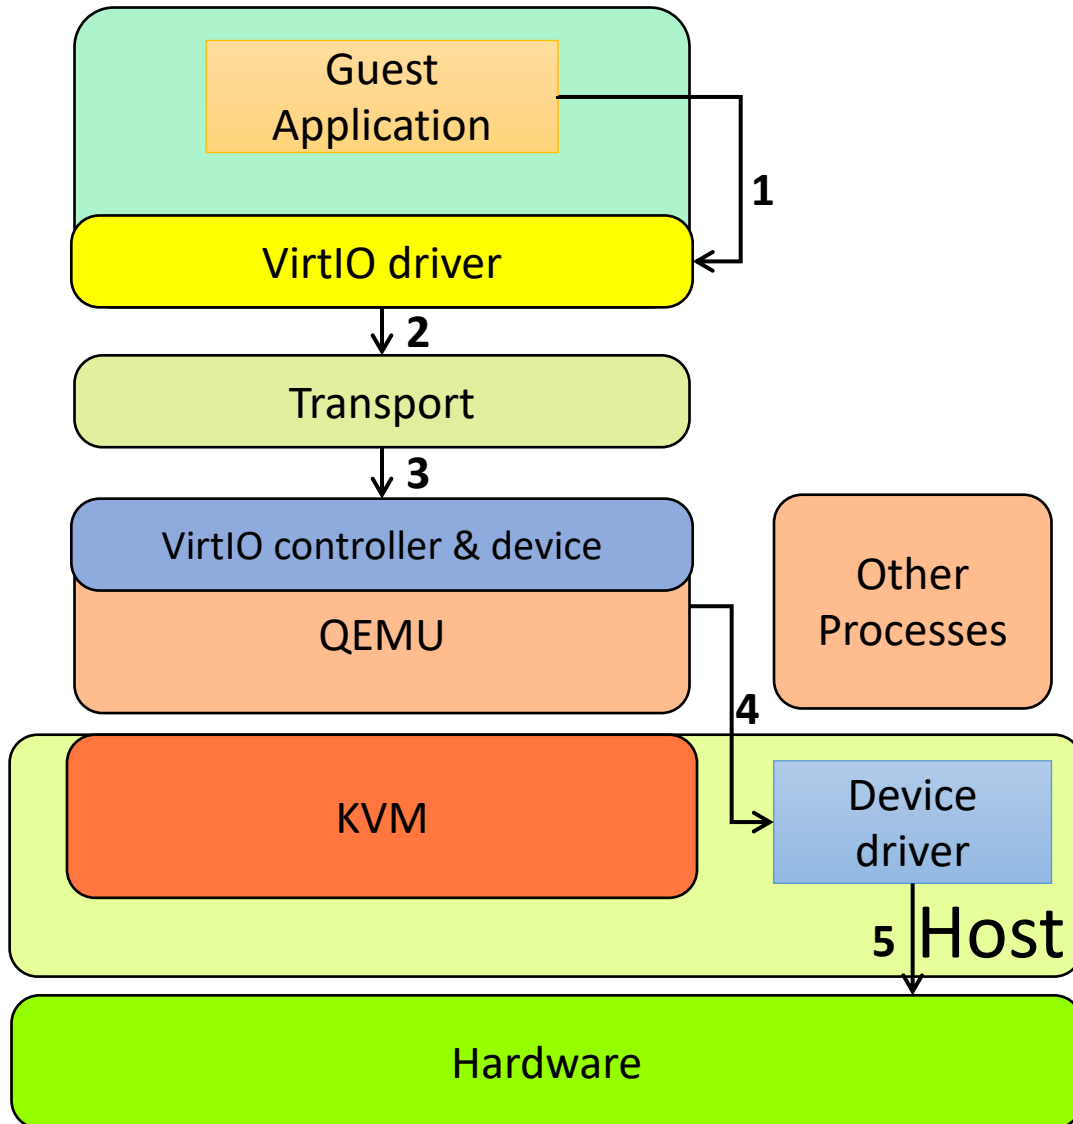 Guest
Application
1
VirtIO driver
2
Transport
3
VirtIO controller & device
QEMU
Other
Processes
4
KVM
Device
driver
5
Host
Hardware